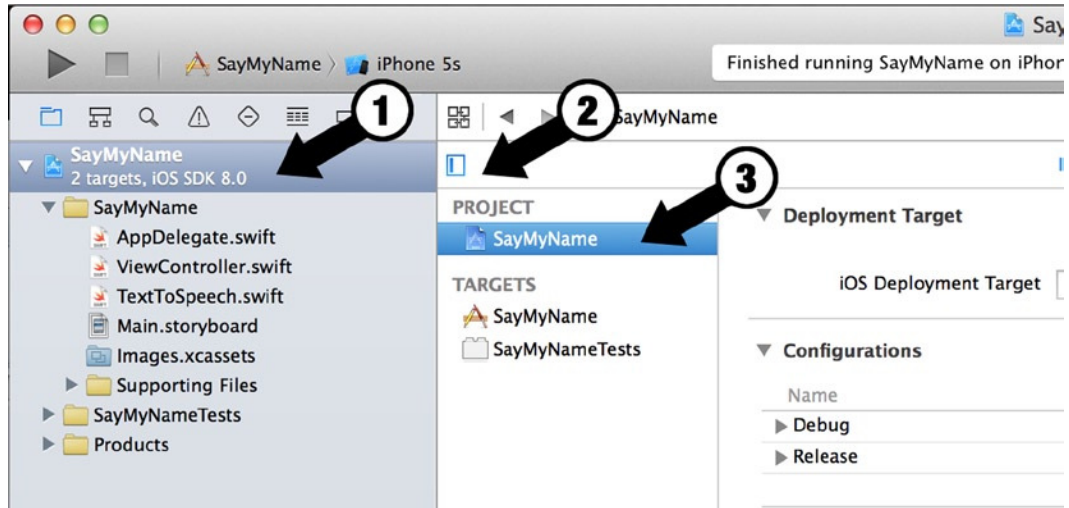 Say
SayMyName 〉 iPhone 5s
Finished running SayMyName on iPhon
1
2
SayMyName
SayMyName
2 targets, iOS SDK 8.0
3
SayMyName
AppDelegate.swift
ViewController.swift
TextToSpeech.swift
Main.storyboard
Images.xcassets
Supporting Files
SayMyNameTests
Products
PROJECT
SayMyName
TARGETS
SayMyName
SayMyNameTests
Deployment Target
iOS Deployment Target
Configurations
Name
Debug
Release